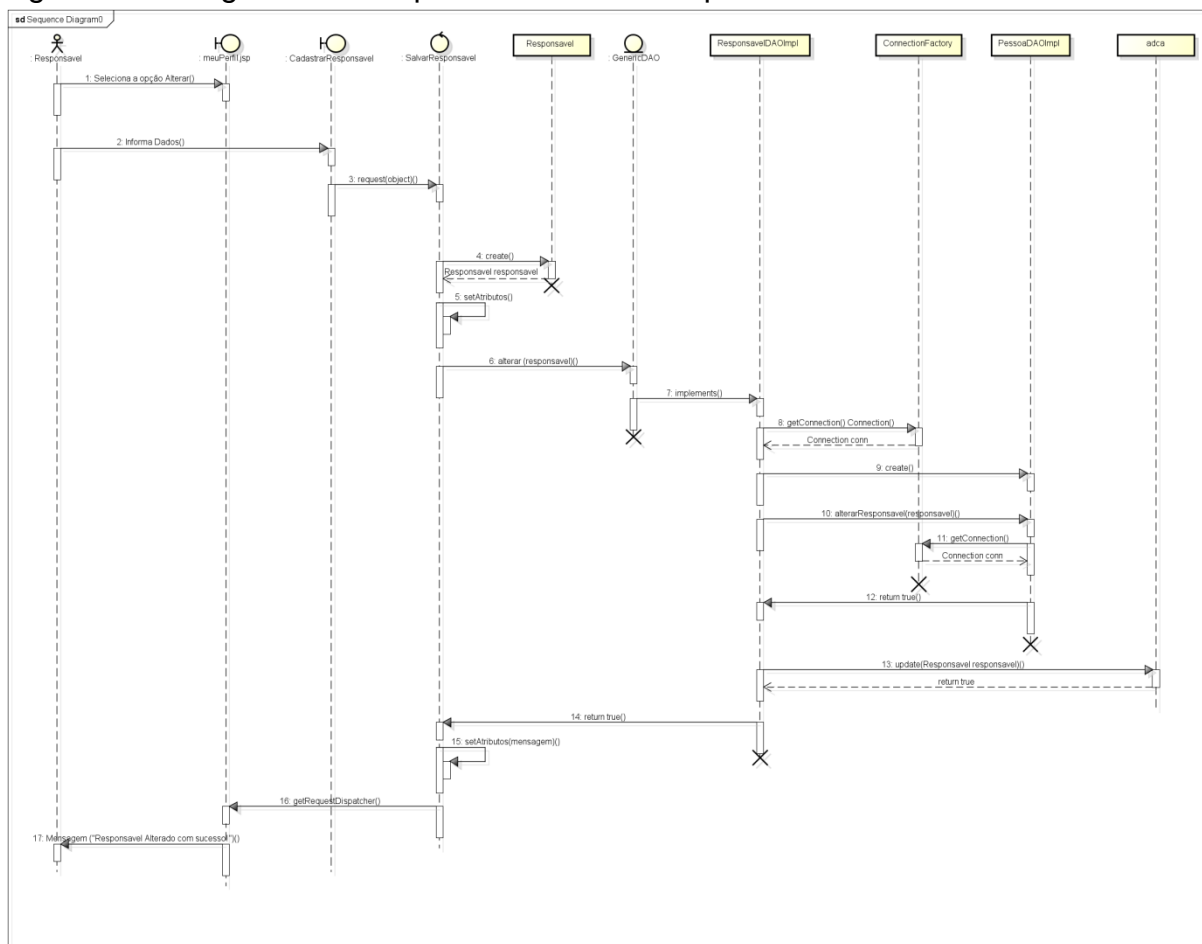 sd Sequence Diagram0
: Responsavel
: meuPerfil.jsp
: CadastrarResponsavel
: SalvarResponsavel
Responsavel
: GenericDAO
ResponsavelDAOImpl
ConnectionFactory
PessoaDAOImpl
adca
1: Seleciona a opção Alterar()
2: Informa Dados()
3: request(object)()
4: create()
Responsavel responsavel
5: setAtributos()
6: alterar (responsavel)()
7: implements()
8: getConnection() Connection()
Connection conn
9: create()
10: alterarResponsavel(responsavel)()
11: getConnection()
Connection conn
12: return true()
13: update(Responsavel responsavel)()
return true
14: return true()
15: setAtributos(mensagem)()
16: getRequestDispatcher()
17: Mensagem ("Responsavel Alterado com sucesso!")()